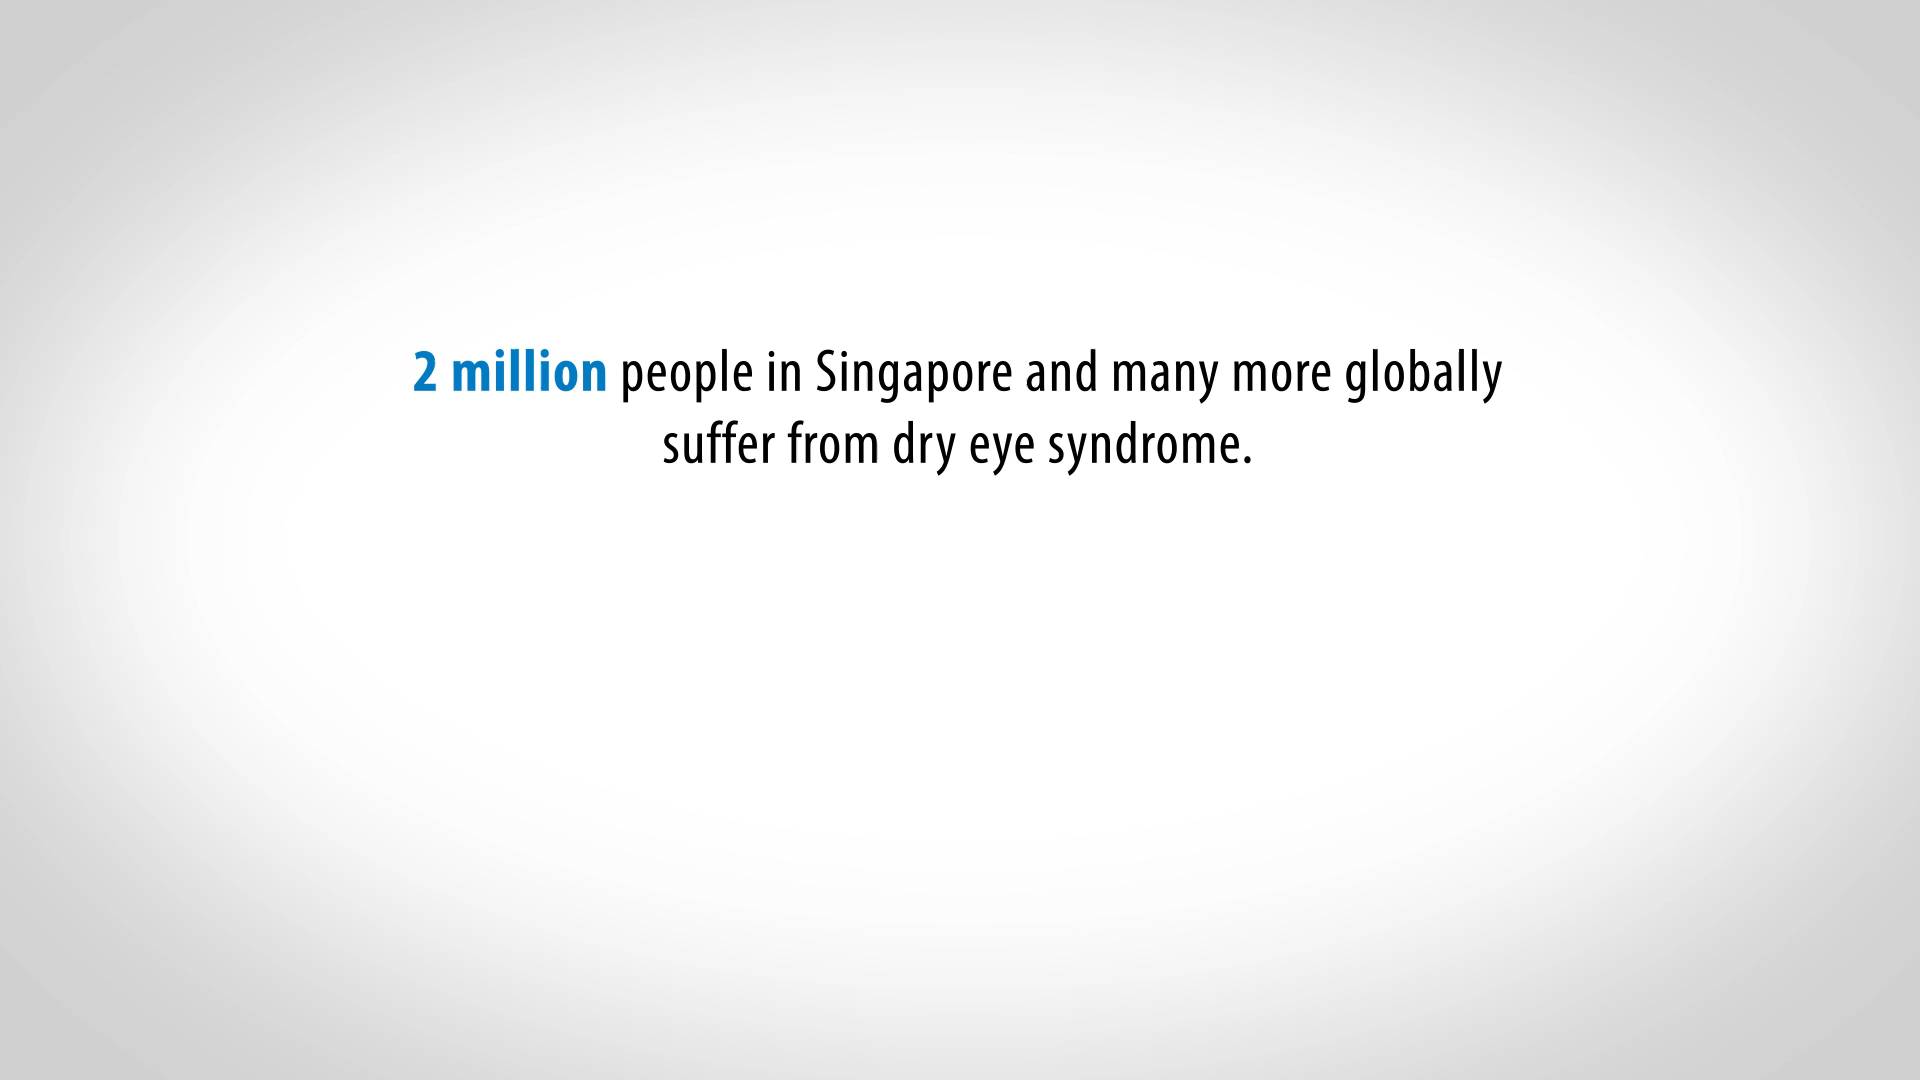 2 million people in Singapore and many more globally
suffer from dry eye syndrome.